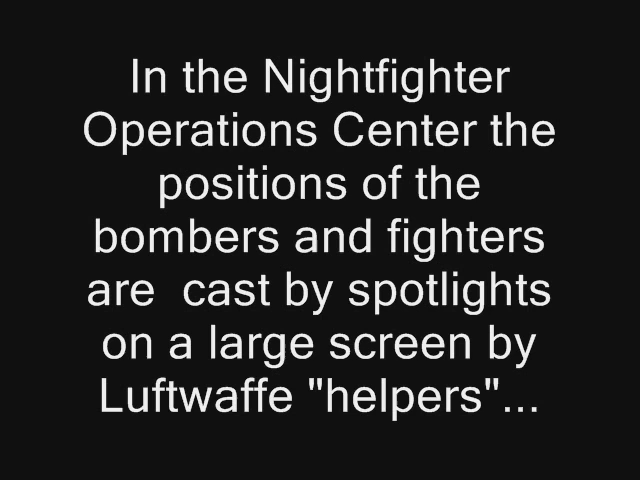 In the Nightfighter
Operations Center the
positions of the
bombers and fighters
are  cast by spotlights
on a large screen by
Luftwaffe "helpers"...